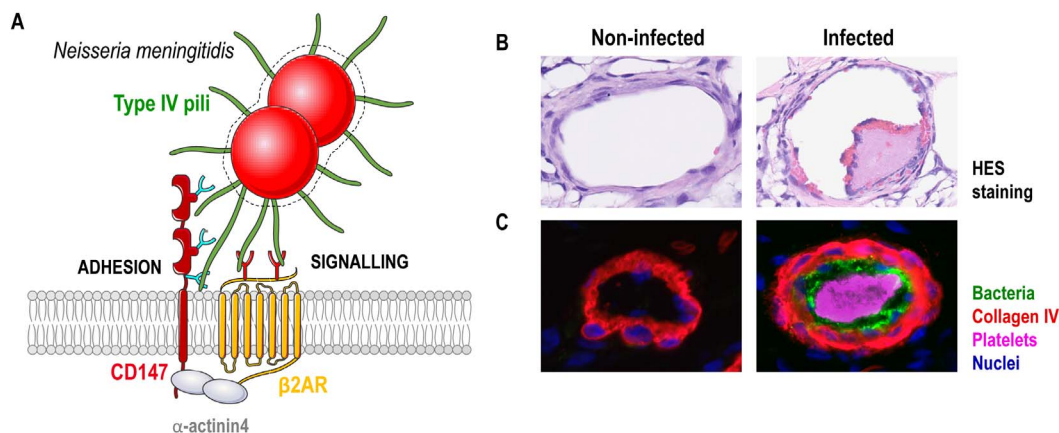 A
Neisseria meningitidis
Type IV pili
ADHESION
SIGNALLING
CD147
β2AR
α-actinin4
B
Non-infected
Infected
HES
staining
C
Bacteria
Collagen IV
Platelets
Nuclei